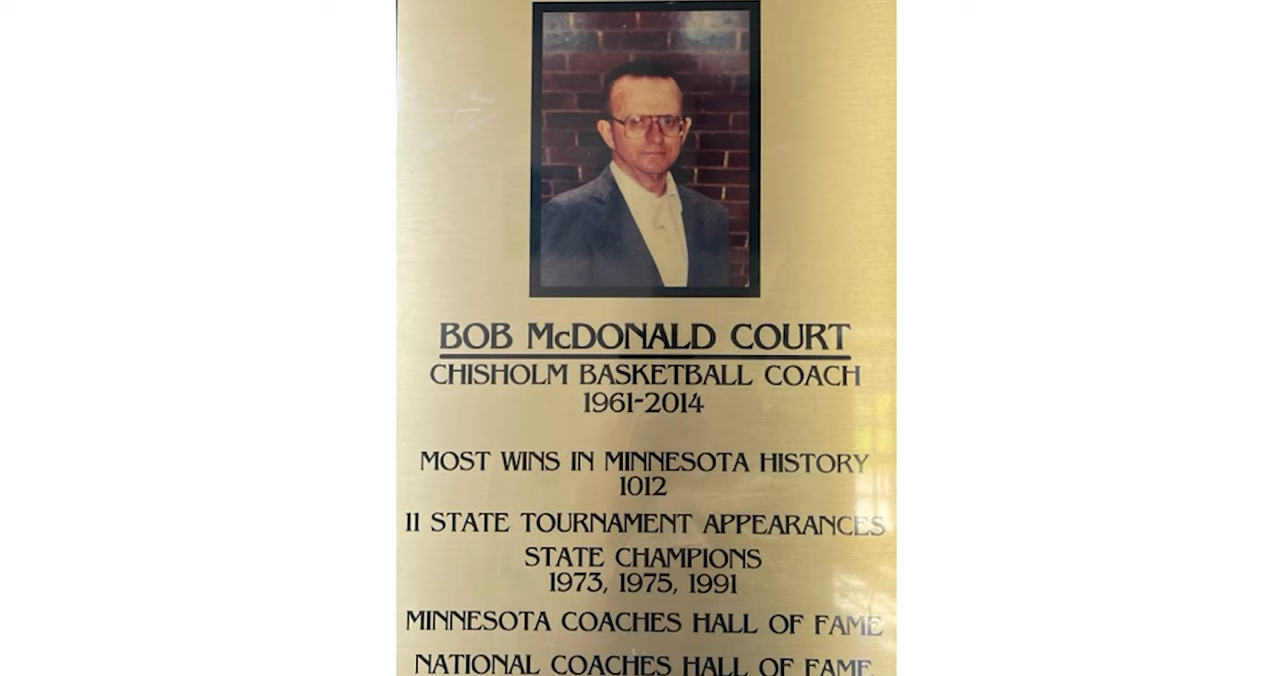 BOB McDONALD COURT
CHISHOLM BASKETBALL COACH
1961-2014
MOST WINS IN MINNESOTA HISTORY
1012
11 STATE TOURNAMENT APPEARANCES
STATE CHAMPIONS
1973, 1975, 1991
MINNESOTA COACHES HALL OF FAME
NATIONAL COACHES HALL OF FAME